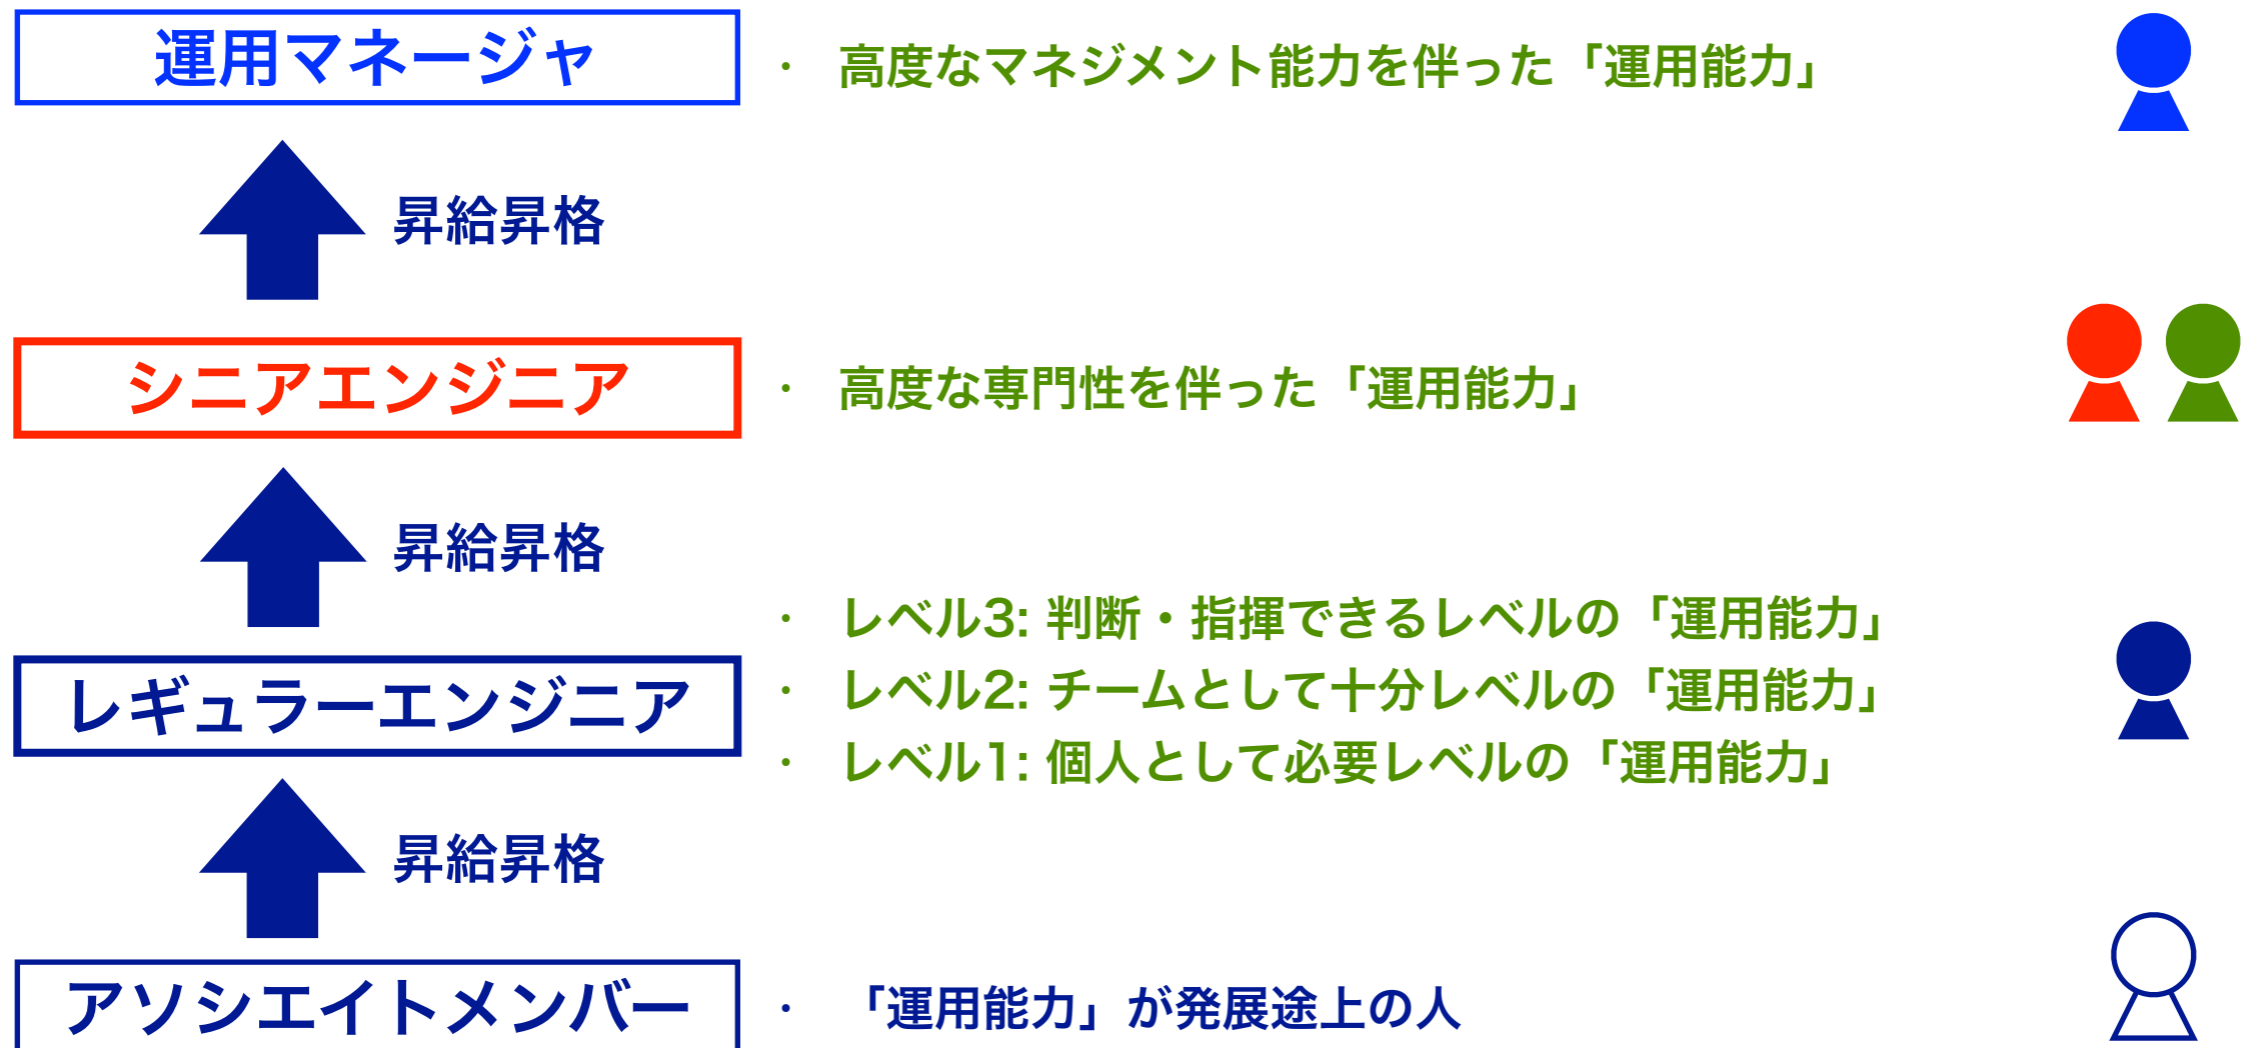 運用マネージャ
・ 高度なマネジメント能力を伴った「運用能力」
昇給昇格
シニアエンジニア
・ 高度な専門性を伴った「運用能力」
昇給昇格
・ レベル3: 判断・指揮できるレベルの「運用能力」
レギュラーエンジニア
・ レベル2: チームとして十分レベルの「運用能力」
・ レベル1: 個人として必要レベルの「運用能力」
昇給昇格
アソシエイトメンバー
・ 「運用能力」が発展途上の人